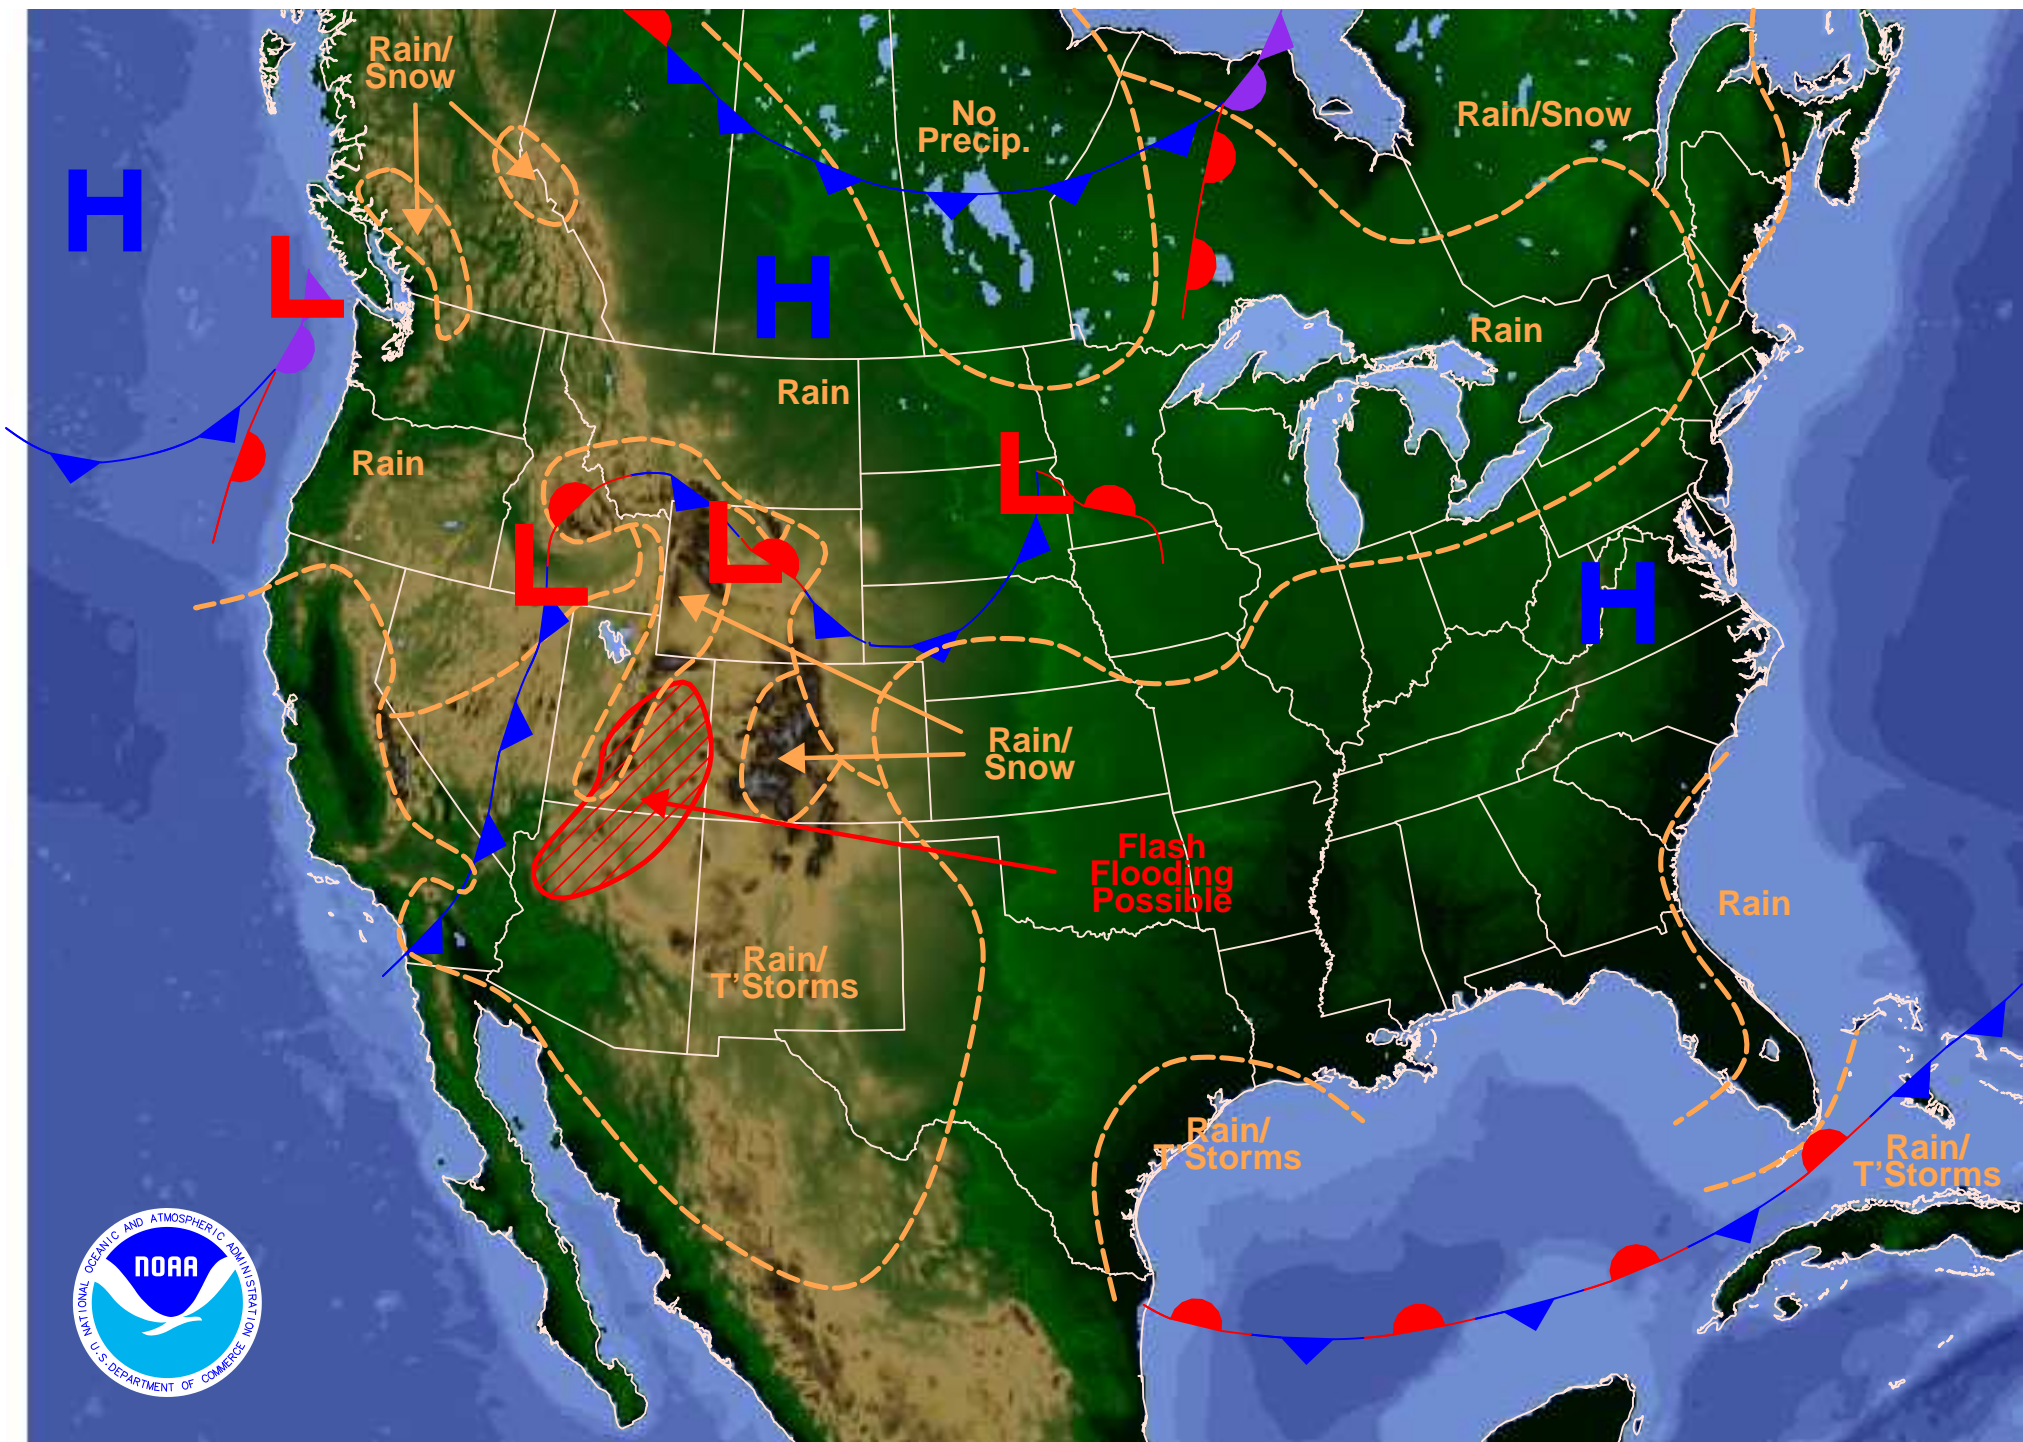 Rain/
Snow
No
Precip.
Rain/Snow
H
L
H
Rain
Rain
Rain
L
L
L
H
Rain/
Snow
Flash
Flooding
Possible
Rain
Rain/
T'Storms
Rain/
T'Storms
Rain/
T'Storms
NATIONAL OCEANIC AND ATMOSPHERIC ADMINISTRATION
NOAA
U.S. DEPARTMENT OF COMMERCE